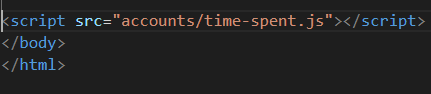 <script src="accounts/time-spent.js"></script>
</body>
</html>